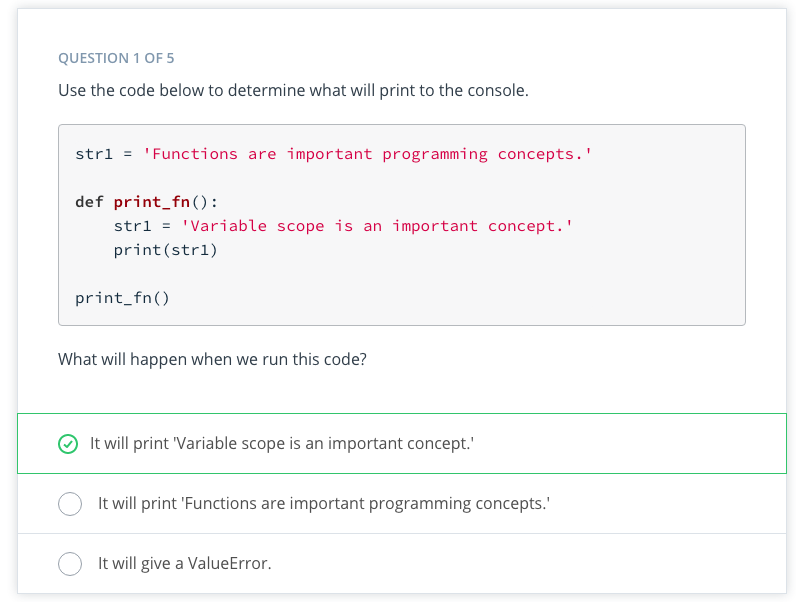 QUESTION 1 OF 5
Use the code below to determine what will print to the console.
str1 = 'Functions are important programming concepts.'
def print_fn():
    str1 = 'Variable scope is an important concept.'
    print(str1)
print_fn()
What will happen when we run this code?
It will print 'Variable scope is an important concept.'
It will print 'Functions are important programming concepts.'
It will give a ValueError.